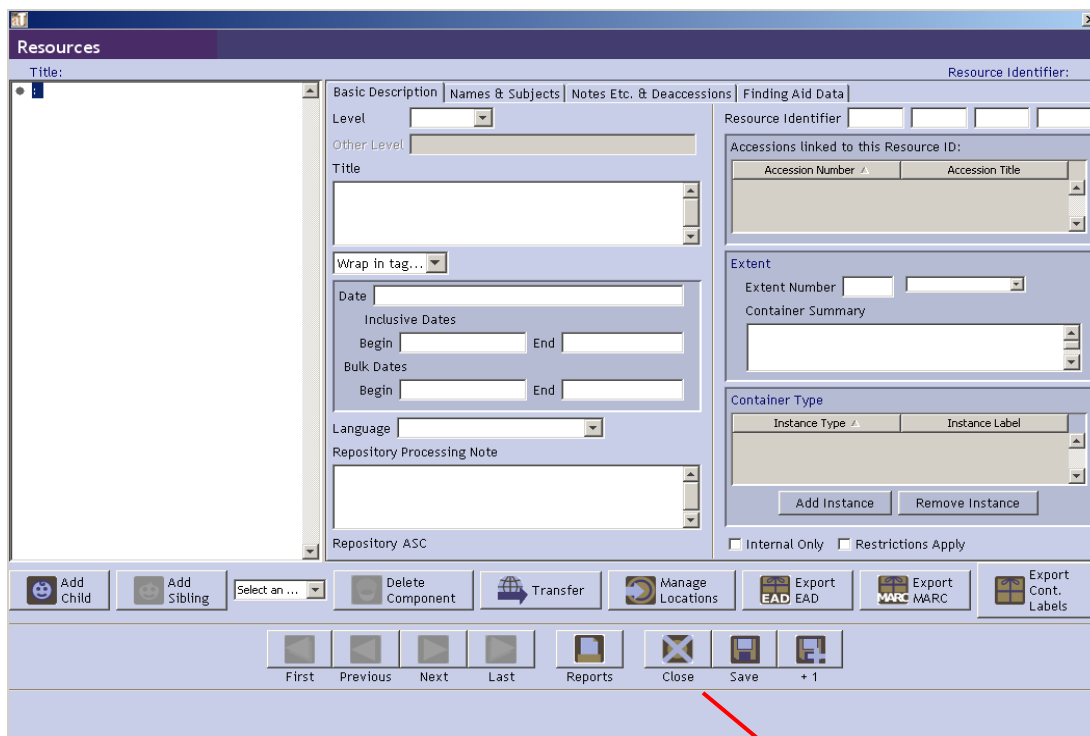 aT
Resources
Title:
Resource Identifier:
:
Basic Description Names & Subjects Notes Etc. & Deaccessions Finding Aid Data
Level
Other Level
Title
Wrap in tag...
Date
Inclusive Dates
Begin End
Bulk Dates
Begin End
Language
Repository Processing Note
Repository ASC
Resource Identifier
Accessions linked to this Resource ID:
Accession Number Accession Title
Extent
Extent Number
Container Summary
Container Type
Instance Type Instance Label
Add Instance Remove Instance
Internal Only Restrictions Apply
Add
Child
Add
Sibling
Select an ...
Delete
Component
Transfer
Manage
Locations
EAD
Export
EAD
MARC
Export
MARC
Export
Cont.
Labels
First Previous Next Last Reports Close Save + 1